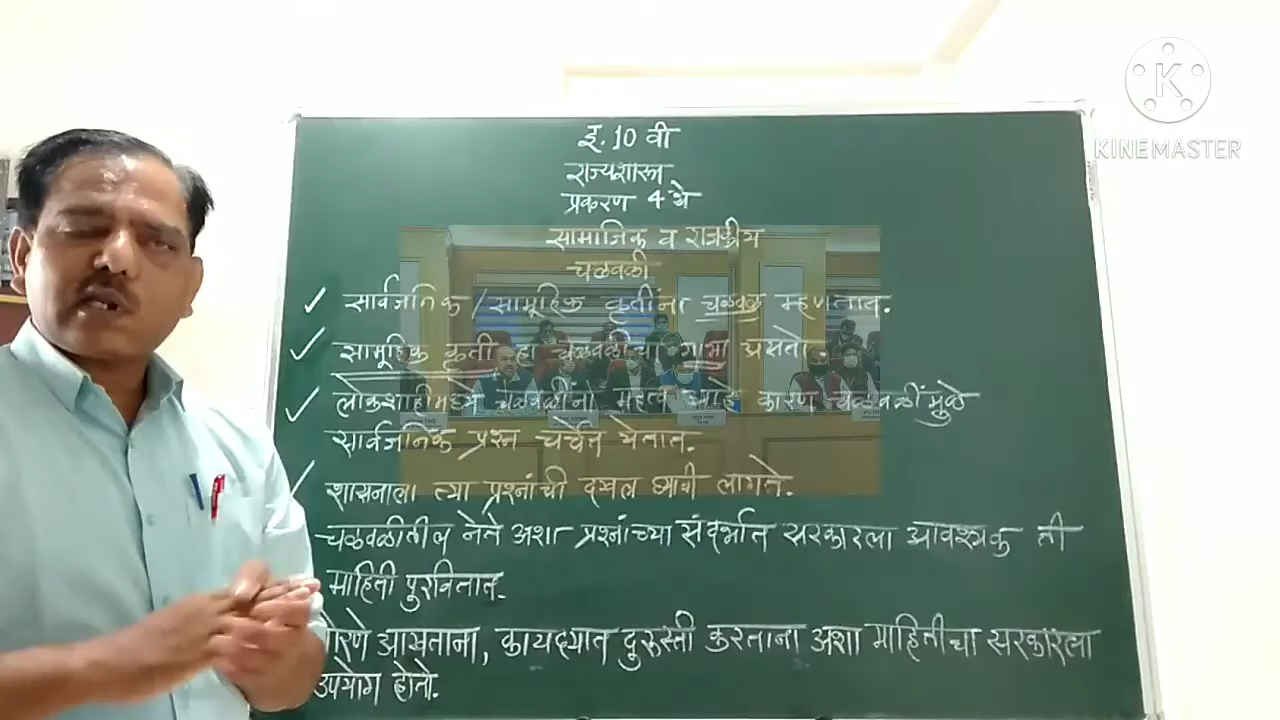 इ. 10 वी
राज्यशास्त्र
प्रकरण 4 थे
सामाजिक व राजकीय
चळवळी
सार्वजनिक / सामूहिक कृतींना चळवळ म्हणतात.
सामूहिक कृती हा चळवळीचा गाभा असतो.
लोकशाहीमध्ये चळवळींना महत्व आहे कारण चळवळींमुळे
सार्वजनिक प्रश्न चर्चेत येतात.
शासनाला त्या प्रश्नांची दखल घ्यावी लागते.
चळवळीतील नेते अशा प्रश्नांच्या संदर्भात सरकारला आवश्यक ती
माहिती पुरवितात.
धोरणे आखताना, कायद्यात दुरुस्ती करताना अशा माहितीचा सरकारला
उपयोग होतो.
K
KINEMASTER